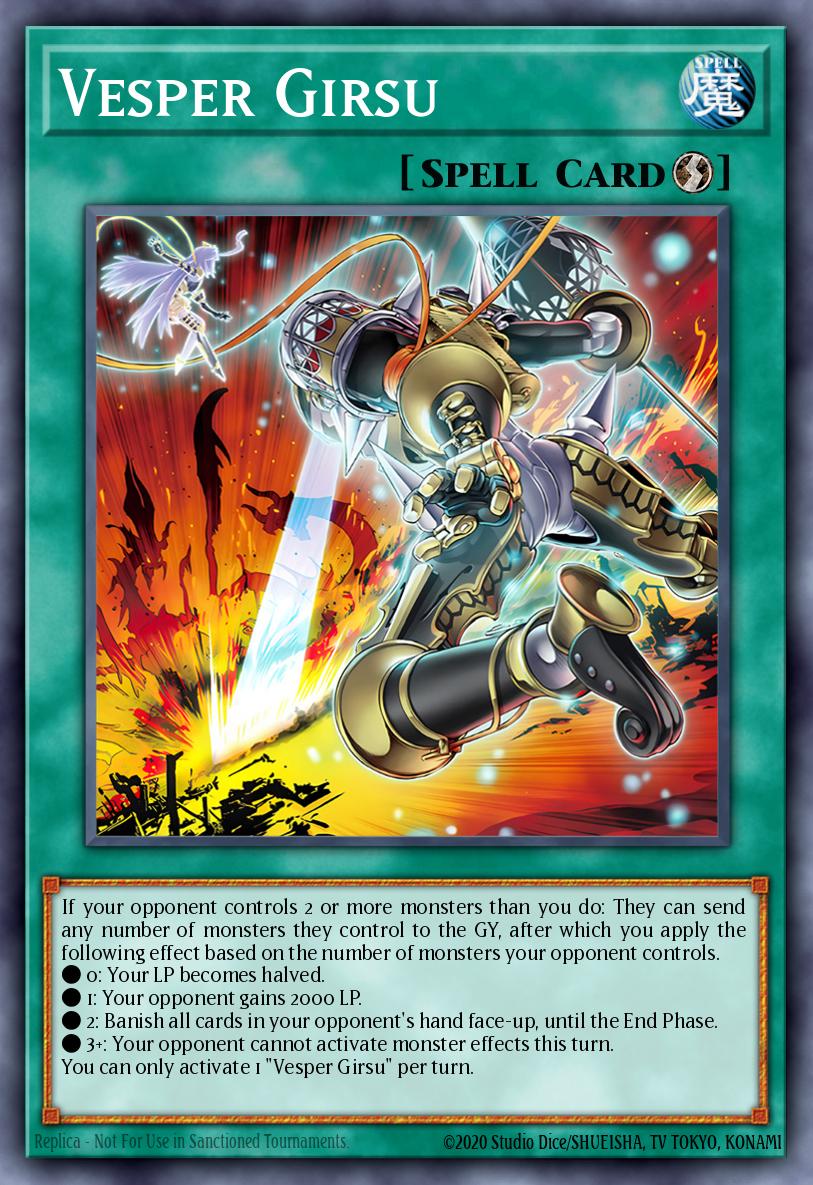 Vesper Girsu
SPELL
魔
[Spell Card]
If your opponent controls 2 or more monsters than you do: They can send
any number of monsters they control to the GY, after which you apply the
following effect based on the number of monsters your opponent controls.
● 0: Your LP becomes halved.
● 1: Your opponent gains 2000 LP.
● 2: Banish all cards in your opponent's hand face-up, until the End Phase.
● 3+: Your opponent cannot activate monster effects this turn.
You can only activate 1 "Vesper Girsu" per turn.
Replica - Not For Use in Sanctioned Tournaments.
©2020 Studio Dice/SHUEISHA, TV TOKYO, KONAMI